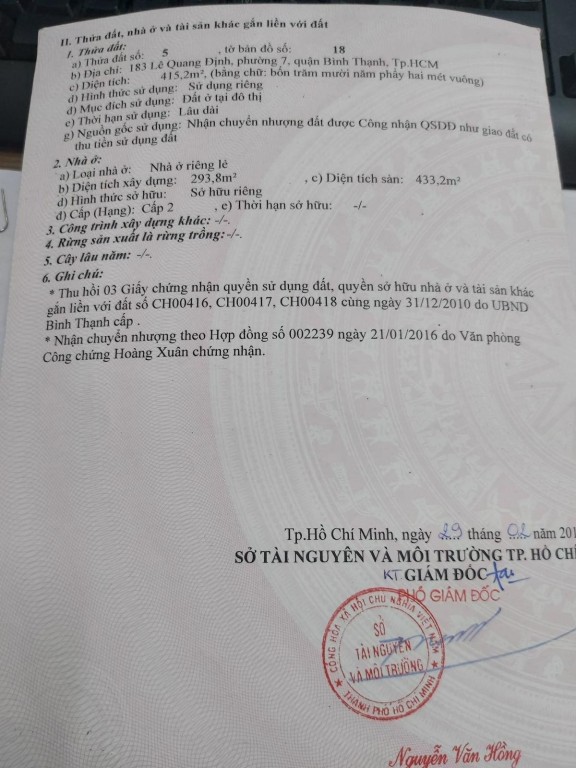 II. Thửa đất, nhà ở và tài sản khác gắn liền với đất
1. Thửa đất:
a) Thửa đất số: 5 , tờ bản đồ số: 18
b) Địa chỉ: 183 Lê Quang Định, phường 7, quận Bình Thạnh, Tp.HCM
c) Diện tích: 415,2m², (bằng chữ: bốn trăm mười năm phẩy hai mét vuông)
d) Hình thức sử dụng: Sử dụng riêng
đ) Mục đích sử dụng: Đất ở tại đô thị
e) Thời hạn sử dụng: Lâu dài
g) Nguồn gốc sử dụng: Nhận chuyển nhượng đất được Công nhận QSDĐ như giao đất có
thu tiền sử dụng đất
2. Nhà ở:
a) Loại nhà ở: Nhà ở riêng lẻ
b) Diện tích xây dựng: 293,8m² , c) Diện tích sàn: 433,2m²
d) Hình thức sở hữu: Sở hữu riêng
đ) Cấp (Hạng): Cấp 2 , e) Thời hạn sở hữu: -/-
3. Công trình xây dựng khác: -/-.
4. Rừng sản xuất là rừng trồng:-/-.
5. Cây lâu năm: -/-.
6. Ghi chú:
* Thu hồi 03 Giấy chứng nhận quyền sử dụng đất, quyền sở hữu nhà ở và tài sản khác
gắn liền với đất số CH00416, CH00417, CH00418 cùng ngày 31/12/2010 do UBND
Bình Thạnh cấp .
* Nhận chuyển nhượng theo Hợp đồng số 002239 ngày 21/01/2016 do Văn phòng
Công chứng Hoàng Xuân chứng nhận.
Tp.Hồ Chí Minh, ngày 29 tháng 02 năm 201
SỞ TÀI NGUYÊN VÀ MÔI TRƯỜNG TP. HỒ CHÍ
KT. GIÁM ĐỐC
PHÓ GIÁM ĐỐC
CỘNG HÒA XÃ HỘI CHỦ NGHĨA VIỆT NAM
SỞ
TÀI NGUYÊN
VÀ MÔI TRƯỜNG
THÀNH PHỐ HỒ CHÍ MINH
Nguyễn Văn Hồng